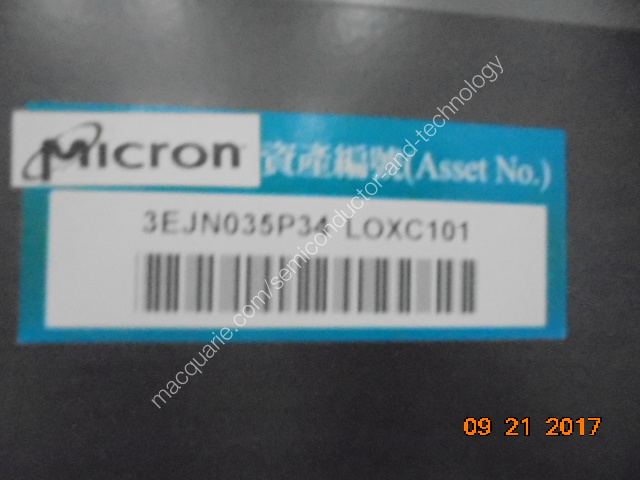 Micron 資產編號(Asset No.)
3EJN035P34 LOXC101
macquarie.com/semiconductor-and-technology
09 21 2017